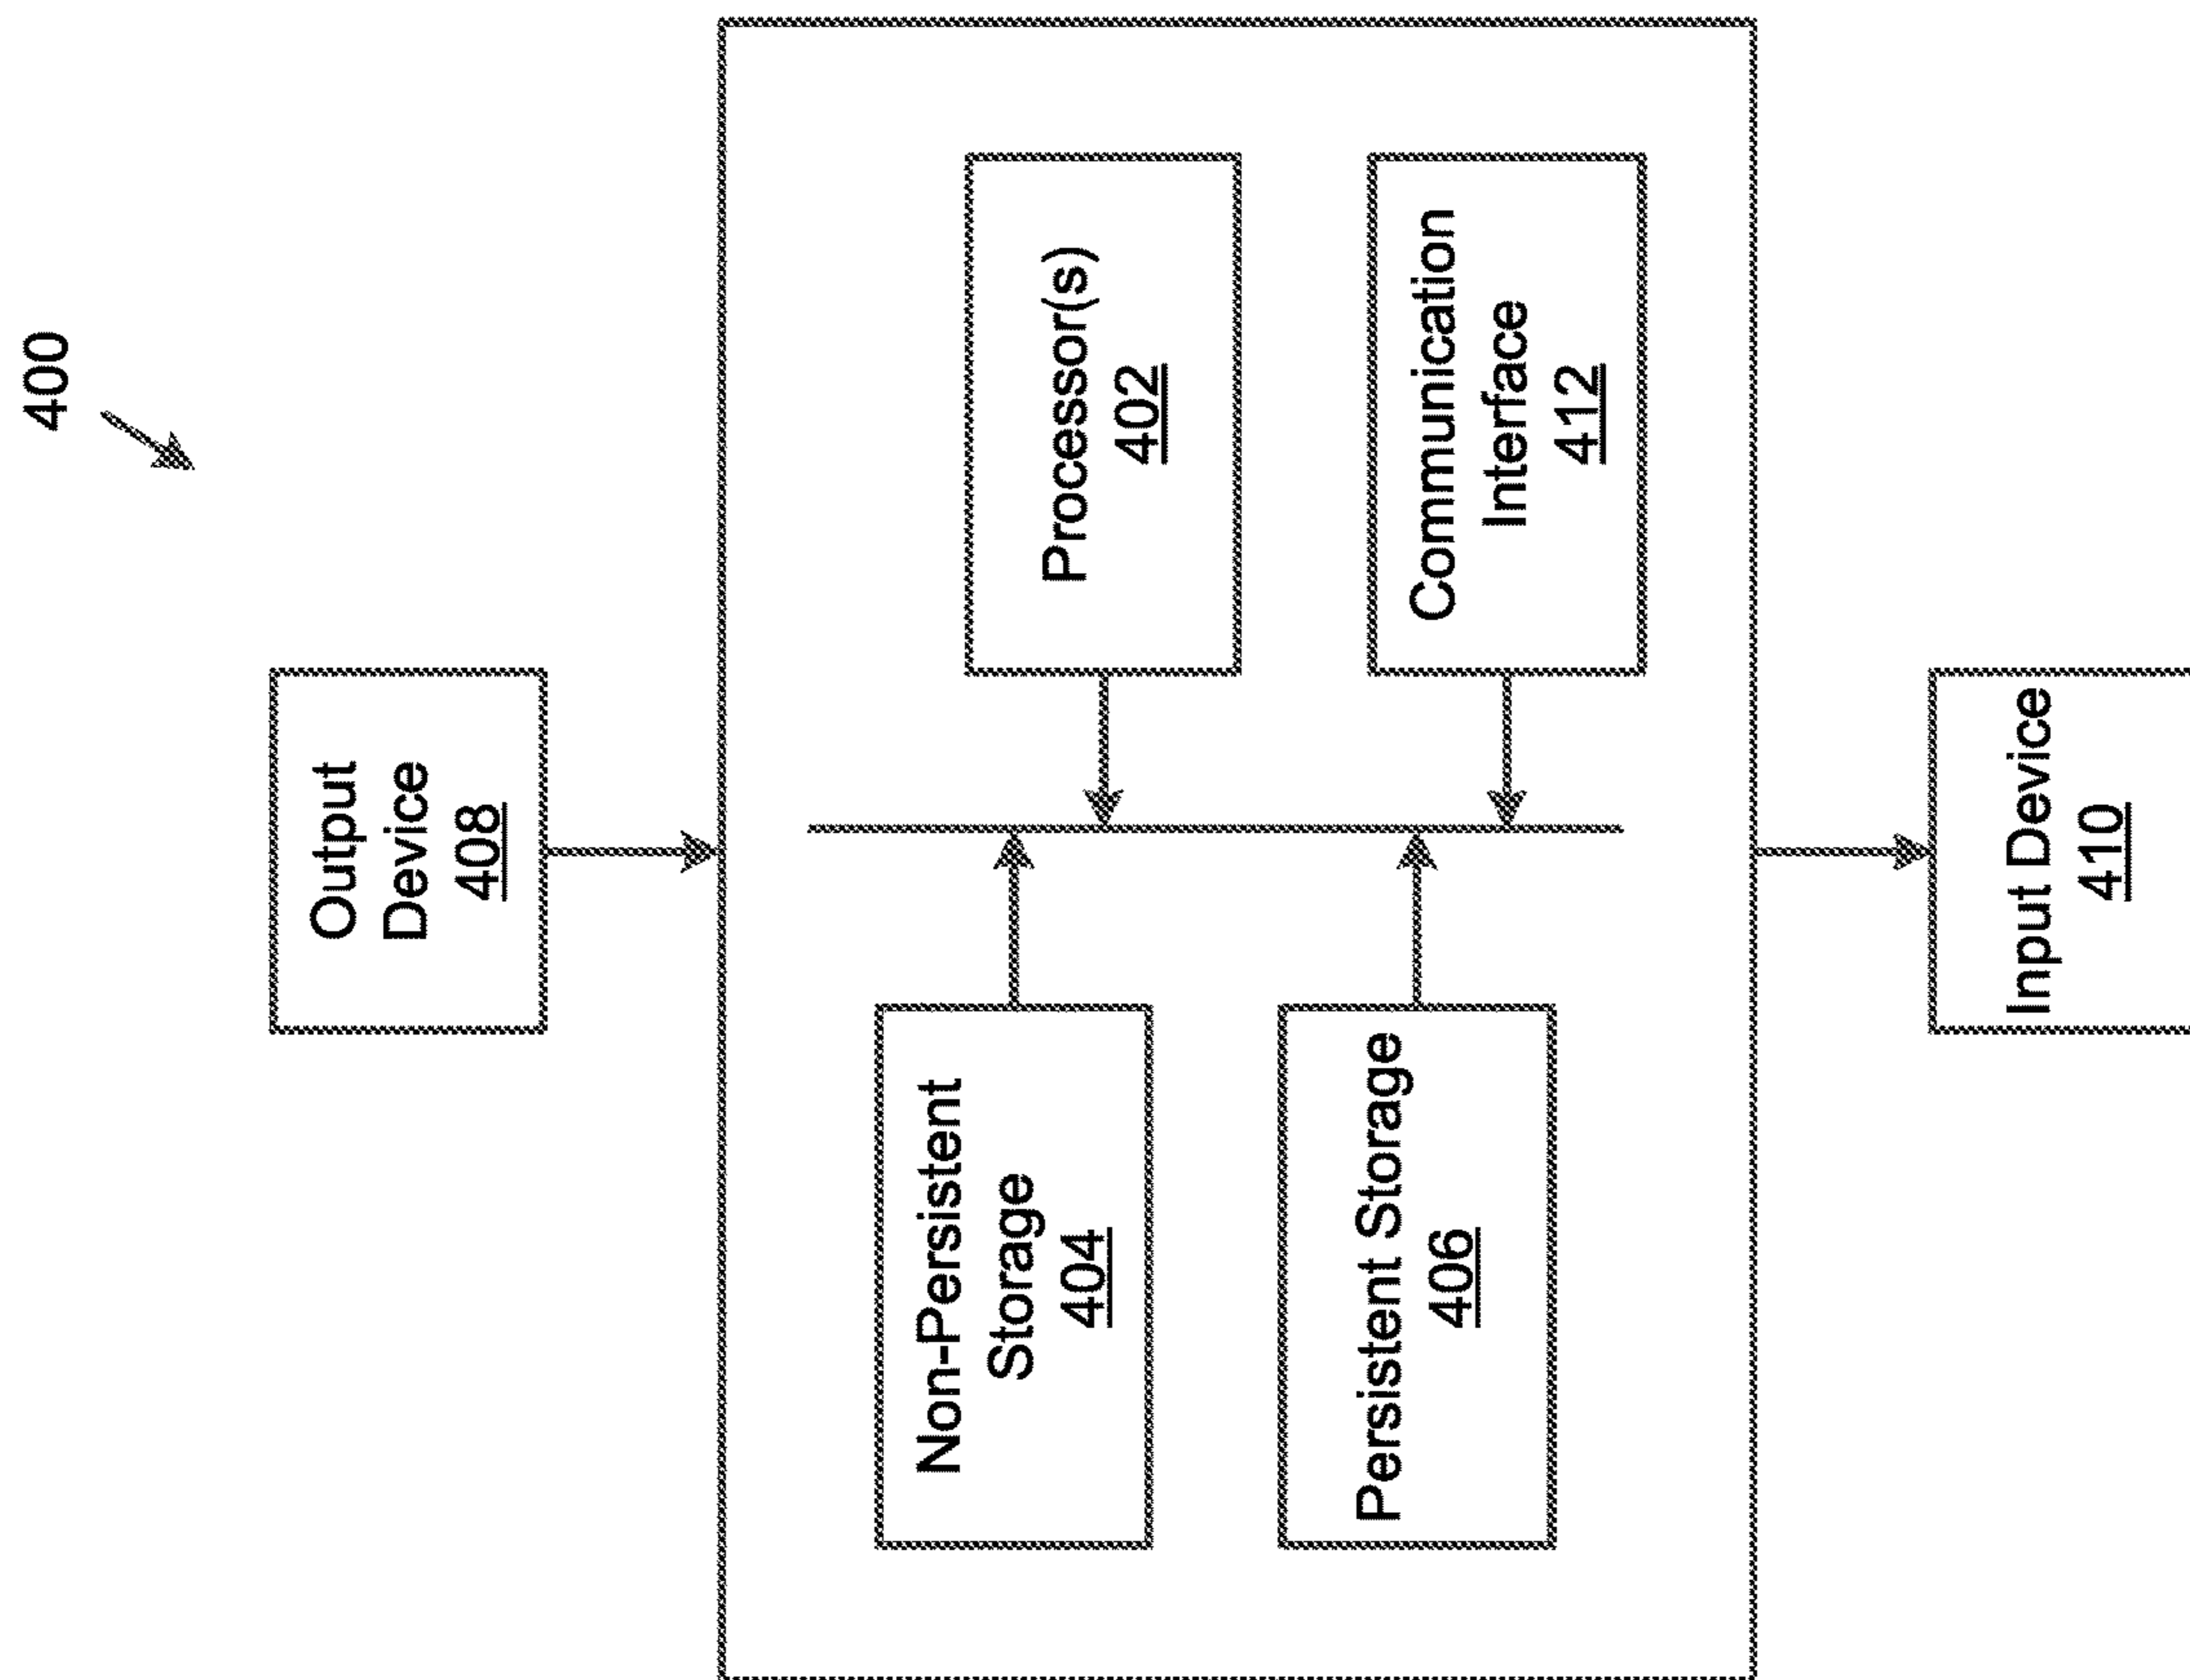 400
Output
Device
408
Non-Persistent
Storage
404
Processor(s)
402
Persistent Storage
406
Communication
Interface
412
Input Device
410